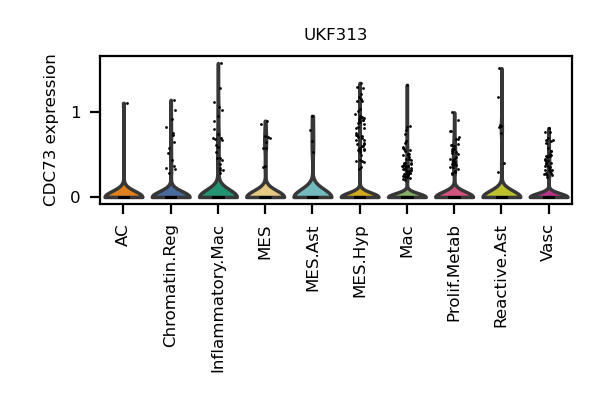 UKF313
CDC73 expression
1
0
AC
Chromatin.Reg
Inflammatory.Mac
MES
MES.Ast
MES.Hyp
Mac
Prolif.Metab
Reactive.Ast
Vasc